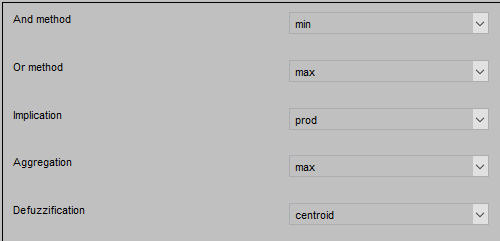 And method
min
Or method
max
Implication
prod
Aggregation
max
Defuzzification
centroid